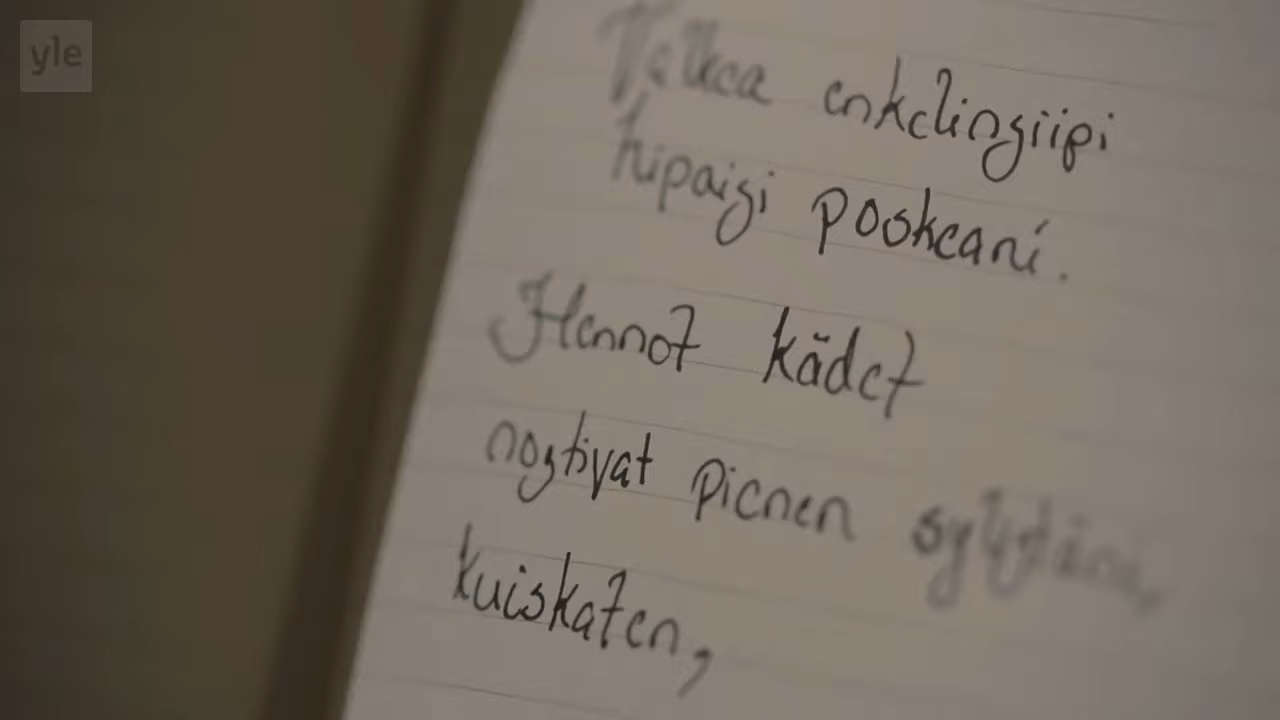 yle
Valkea enkelinsiipi
hipaisi poskeani.
Hennot kädet
nostivat pienen
kuiskaten,